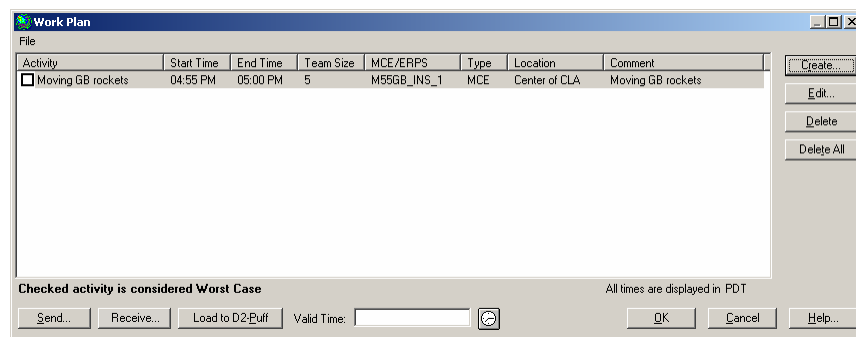 Work Plan
File
Activity Start Time End Time Team Size MCE/ERPS Type Location Comment
Moving GB rockets 04:55 PM 05:00 PM 5 M55GB_INS_1 MCE Center of CLA Moving GB rockets
Create...
Edit...
Delete
Delete All
Checked activity is considered Worst Case All times are displayed in PDT
Send... Receive... Load to D2-Puff Valid Time: OK Cancel Help...